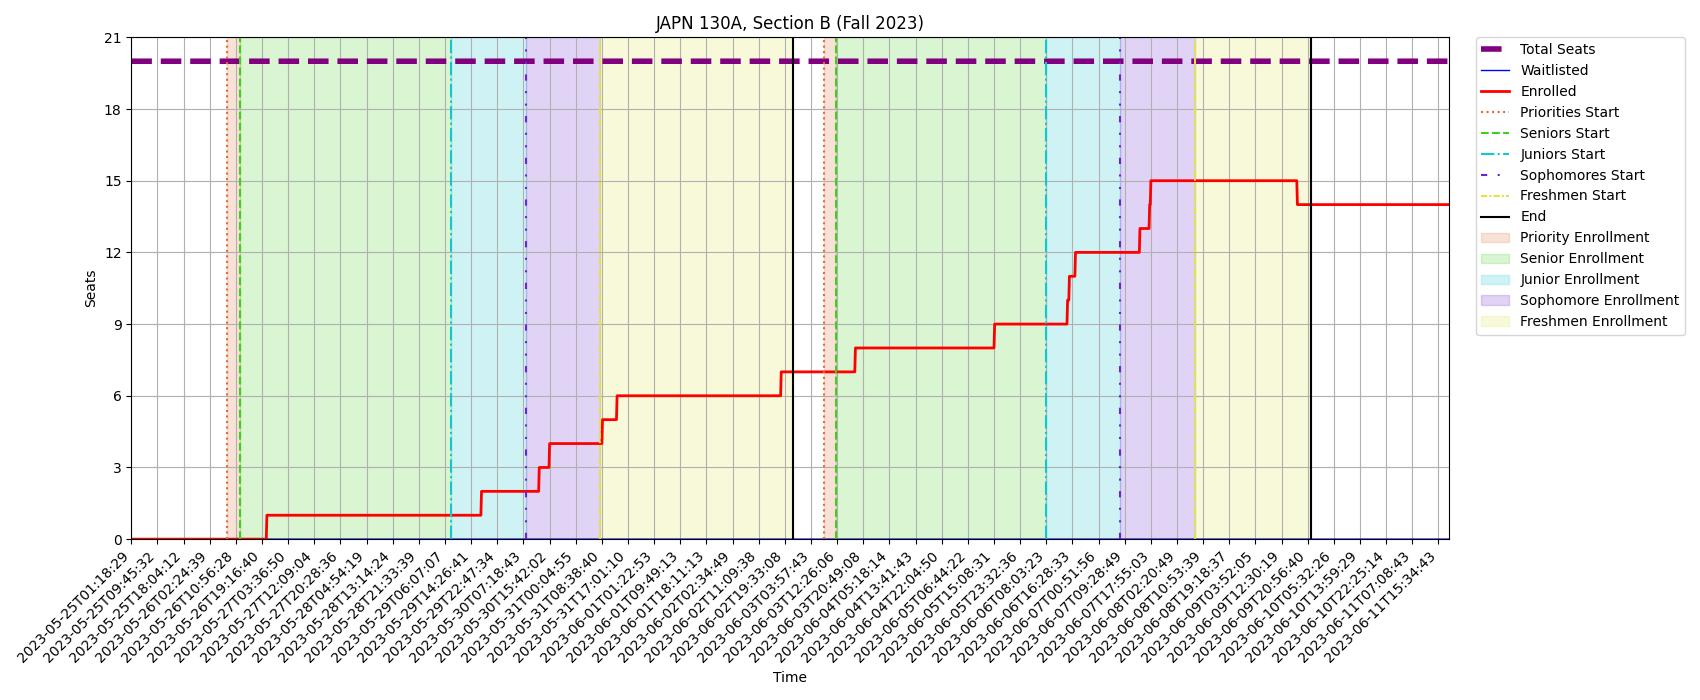 JAPN 130A, Section B (Fall 2023)
21
18
15
12
9
6
3
0
Seats
2023-05-25T01:18:29
2023-05-25T09:45:32
2023-05-25T18:04:12
2023-05-26T02:24:39
2023-05-26T10:56:28
2023-05-26T19:16:40
2023-05-27T03:36:50
2023-05-27T12:09:04
2023-05-27T20:28:36
2023-05-28T04:54:19
2023-05-28T13:14:24
2023-05-28T21:33:39
2023-05-29T06:07:07
2023-05-29T14:26:41
2023-05-29T22:47:34
2023-05-30T07:18:43
2023-05-30T15:42:02
2023-05-31T00:04:55
2023-05-31T08:38:40
2023-05-31T17:01:10
2023-06-01T01:22:53
2023-06-01T09:49:13
2023-06-01T18:11:13
2023-06-02T02:34:49
2023-06-02T11:09:38
2023-06-02T19:33:08
2023-06-03T03:57:43
2023-06-03T12:26:06
2023-06-03T20:49:08
2023-06-04T05:18:14
2023-06-04T13:41:43
2023-06-04T22:04:50
2023-06-05T06:44:22
2023-06-05T15:08:31
2023-06-05T23:32:36
2023-06-06T08:03:23
2023-06-06T16:28:33
2023-06-07T00:51:56
2023-06-07T09:28:49
2023-06-07T17:55:03
2023-06-08T02:20:49
2023-06-08T10:53:39
2023-06-08T19:18:37
2023-06-09T03:52:05
2023-06-09T12:30:19
2023-06-09T20:56:40
2023-06-10T05:32:26
2023-06-10T13:59:29
2023-06-10T22:25:14
2023-06-11T07:08:43
2023-06-11T15:34:43
Time
Total Seats
Waitlisted
Enrolled
Priorities Start
Seniors Start
Juniors Start
Sophomores Start
Freshmen Start
End
Priority Enrollment
Senior Enrollment
Junior Enrollment
Sophomore Enrollment
Freshmen Enrollment